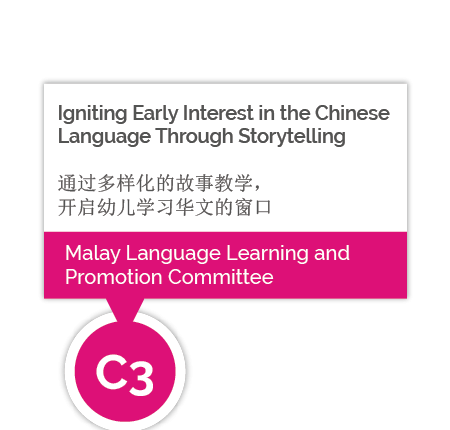 Igniting Early Interest in the Chinese
Language Through Storytelling
通过多样化的故事教学，
开启幼儿学习华文的窗口
Malay Language Learning and
Promotion Committee
C3